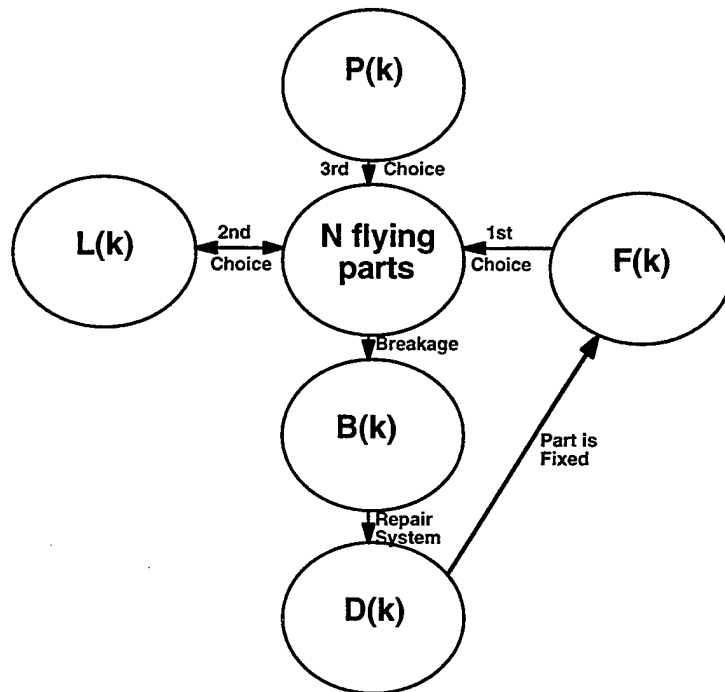 P(k)
3rd Choice
L(k)
2nd
Choice
N flying
parts
1st
Choice
F(k)
Breakage
B(k)
Part is
Fixed
Repair
System
D(k)